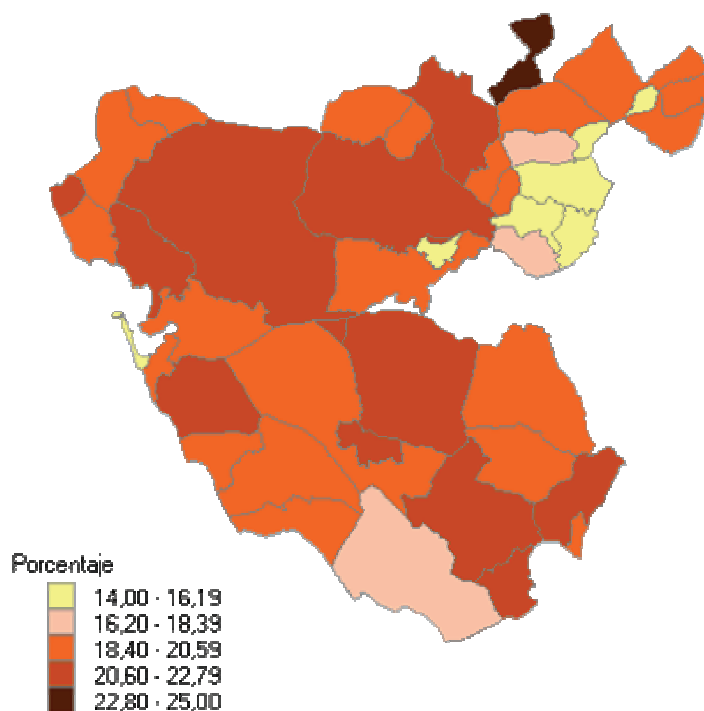 Porcentaje
14,00 - 16,19
16,20 - 18,39
18,40 - 20,59
20,60 - 22,79
22,80 - 25,00